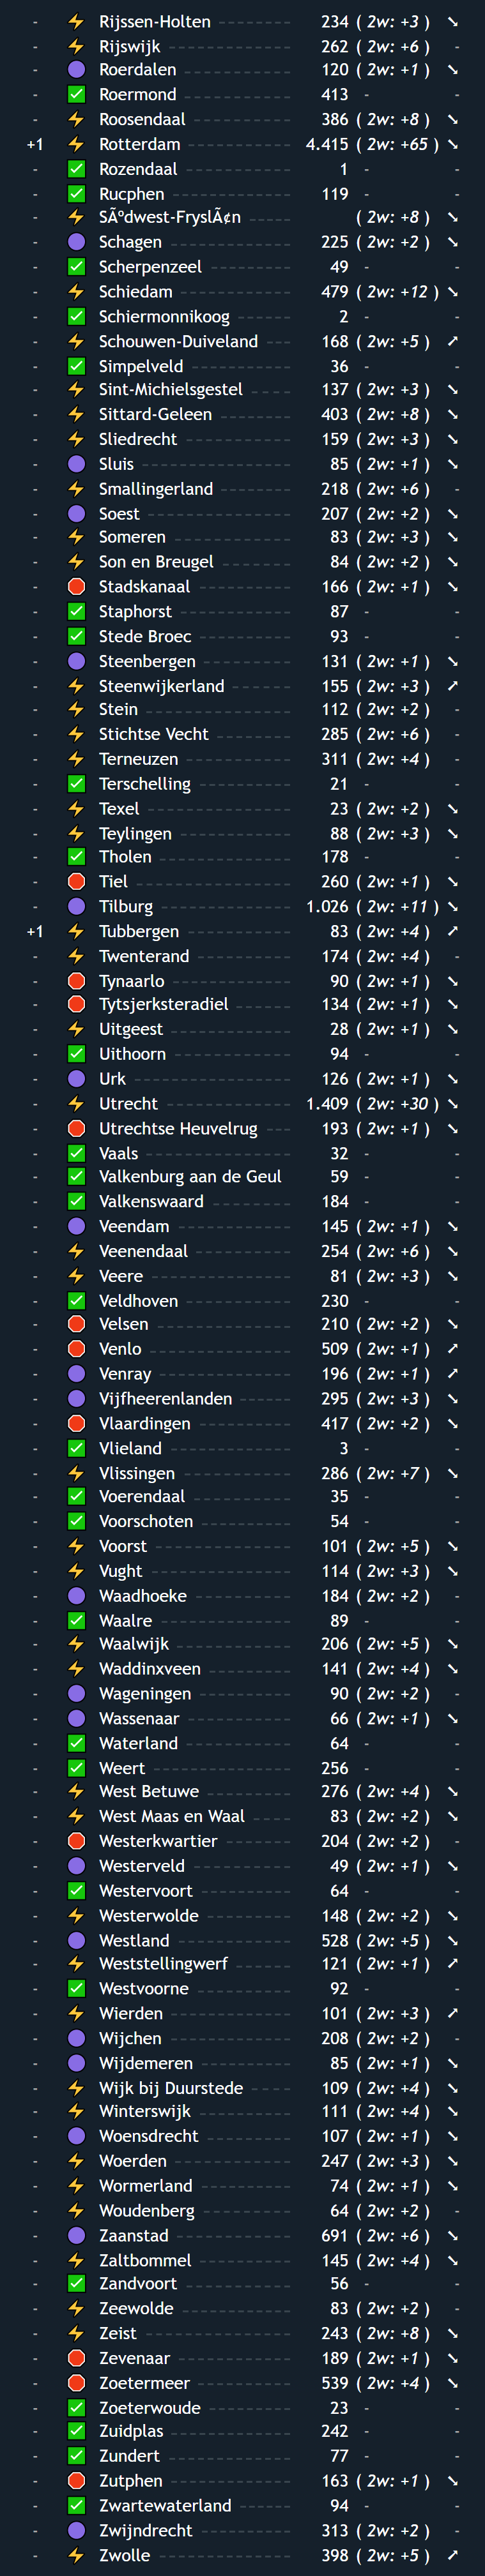 - ⚡ Rijssen-Holten 234 ( 2w: +3 ) ↘
- ⚡ Rijswijk 262 ( 2w: +6 ) -
- 🟣 Roerdalen 120 ( 2w: +1 ) ↘
- ✅ Roermond 413 - -
- ⚡ Roosendaal 386 ( 2w: +8 ) ↘
+1 ⚡ Rotterdam 4.415 ( 2w: +65 ) ↘
- ✅ Rozendaal 1 - -
- ✅ Rucphen 119 - -
- ⚡ SÃºdwest-FryslÃ¢n ( 2w: +8 ) ↘
- 🟣 Schagen 225 ( 2w: +2 ) ↘
- ✅ Scherpenzeel 49 - -
- ⚡ Schiedam 479 ( 2w: +12 ) ↘
- ✅ Schiermonnikoog 2 - -
- ⚡ Schouwen-Duiveland 168 ( 2w: +5 ) ↗
- ✅ Simpelveld 36 - -
- ⚡ Sint-Michielsgestel 137 ( 2w: +3 ) ↘
- ⚡ Sittard-Geleen 403 ( 2w: +8 ) ↘
- ⚡ Sliedrecht 159 ( 2w: +3 ) ↘
- 🟣 Sluis 85 ( 2w: +1 ) ↘
- ⚡ Smallingerland 218 ( 2w: +6 ) -
- 🟣 Soest 207 ( 2w: +2 ) ↘
- ⚡ Someren 83 ( 2w: +3 ) ↘
- ⚡ Son en Breugel 84 ( 2w: +2 ) ↘
- 🛑 Stadskanaal 166 ( 2w: +1 ) ↘
- ✅ Staphorst 87 - -
- ✅ Stede Broec 93 - -
- 🟣 Steenbergen 131 ( 2w: +1 ) ↘
- ⚡ Steenwijkerland 155 ( 2w: +3 ) ↗
- ⚡ Stein 112 ( 2w: +2 ) -
- ⚡ Stichtse Vecht 285 ( 2w: +6 ) -
- ⚡ Terneuzen 311 ( 2w: +4 ) -
- ✅ Terschelling 21 - -
- ⚡ Texel 23 ( 2w: +2 ) ↘
- ⚡ Teylingen 88 ( 2w: +3 ) ↘
- ✅ Tholen 178 - -
- 🛑 Tiel 260 ( 2w: +1 ) ↘
- 🟣 Tilburg 1.026 ( 2w: +11 ) ↘
+1 ⚡ Tubbergen 83 ( 2w: +4 ) ↗
- ⚡ Twenterand 174 ( 2w: +4 ) -
- 🛑 Tynaarlo 90 ( 2w: +1 ) ↘
- 🛑 Tytsjerksteradiel 134 ( 2w: +1 ) ↘
- ⚡ Uitgeest 28 ( 2w: +1 ) ↘
- ✅ Uithoorn 94 - -
- 🟣 Urk 126 ( 2w: +1 ) ↘
- ⚡ Utrecht 1.409 ( 2w: +30 ) ↘
- 🛑 Utrechtse Heuvelrug 193 ( 2w: +1 ) ↘
- ✅ Vaals 32 - -
- ✅ Valkenburg aan de Geul 59 - -
- ✅ Valkenswaard 184 - -
- 🟣 Veendam 145 ( 2w: +1 ) ↘
- ⚡ Veenendaal 254 ( 2w: +6 ) ↘
- ⚡ Veere 81 ( 2w: +3 ) ↘
- ✅ Veldhoven 230 - -
- 🛑 Velsen 210 ( 2w: +2 ) ↘
- 🛑 Venlo 509 ( 2w: +1 ) ↗
- 🟣 Venray 196 ( 2w: +1 ) ↗
- 🟣 Vijfheerenlanden 295 ( 2w: +3 ) ↘
- 🛑 Vlaardingen 417 ( 2w: +2 ) ↘
- ✅ Vlieland 3 - -
- ⚡ Vlissingen 286 ( 2w: +7 ) ↘
- ✅ Voerendaal 35 - -
- ✅ Voorschoten 54 - -
- ⚡ Voorst 101 ( 2w: +5 ) ↘
- ⚡ Vught 114 ( 2w: +3 ) ↘
- 🟣 Waadhoeke 184 ( 2w: +2 ) -
- ✅ Waalre 89 - -
- ⚡ Waalwijk 206 ( 2w: +5 ) ↘
- ⚡ Waddinxveen 141 ( 2w: +4 ) ↘
- 🟣 Wageningen 90 ( 2w: +2 ) -
- 🟣 Wassenaar 66 ( 2w: +1 ) ↘
- ✅ Waterland 64 - -
- ✅ Weert 256 - -
- ⚡ West Betuwe 276 ( 2w: +4 ) ↘
- ⚡ West Maas en Waal 83 ( 2w: +2 ) ↘
- 🛑 Westerkwartier 204 ( 2w: +2 ) -
- 🟣 Westerveld 49 ( 2w: +1 ) ↘
- ✅ Westervoort 64 - -
- ⚡ Westerwolde 148 ( 2w: +2 ) ↘
- 🟣 Westland 528 ( 2w: +5 ) ↘
- ⚡ Weststellingwerf 121 ( 2w: +1 ) ↗
- ✅ Westvoorne 92 - -
- ⚡ Wierden 101 ( 2w: +3 ) ↗
- 🟣 Wijchen 208 ( 2w: +2 ) -
- 🟣 Wijdemeren 85 ( 2w: +1 ) ↘
- ⚡ Wijk bij Duurstede 109 ( 2w: +4 ) ↘
- ⚡ Winterswijk 111 ( 2w: +4 ) ↘
- 🟣 Woensdrecht 107 ( 2w: +1 ) ↘
- ⚡ Woerden 247 ( 2w: +3 ) ↘
- ⚡ Wormerland 74 ( 2w: +1 ) ↘
- ⚡ Woudenberg 64 ( 2w: +2 ) -
- 🟣 Zaanstad 691 ( 2w: +6 ) ↘
- ⚡ Zaltbommel 145 ( 2w: +4 ) ↘
- ✅ Zandvoort 56 - -
- ⚡ Zeewolde 83 ( 2w: +2 ) -
- ⚡ Zeist 243 ( 2w: +8 ) ↘
- 🛑 Zevenaar 189 ( 2w: +1 ) ↘
- 🛑 Zoetermeer 539 ( 2w: +4 ) ↘
- ✅ Zoeterwoude 23 - -
- ✅ Zuidplas 242 - -
- ✅ Zundert 77 - -
- 🛑 Zutphen 163 ( 2w: +1 ) ↘
- ✅ Zwartewaterland 94 - -
- 🟣 Zwijndrecht 313 ( 2w: +2 ) -
- ⚡ Zwolle 398 ( 2w: +5 ) ↗